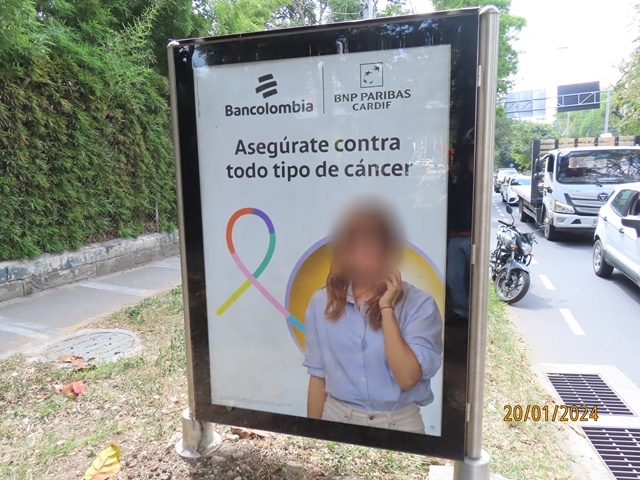 Bancolombia
BNP PARIBAS
CARDIF
Asegúrate contra
todo tipo de cáncer
20/01/2024